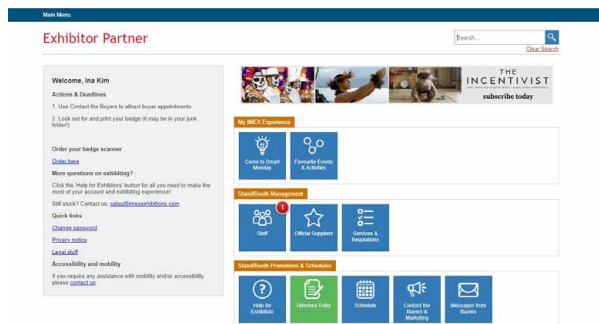 Main Menu
Exhibitor Partner
Search...
Clear Search
Welcome, Ina Kim
Actions & Deadlines
1. Use Contact the Buyers to attract buyer appointments
2. Look out for and print your badge (it may be in your junk
folder!)
Order your badge scanner
Order here
More questions on exhibiting?
Click the 'Help for Exhibitors' button for all you need to make the
most of your account and exhibiting experience!
Still stuck? Contact us: sales@imexexhibitions.com
Quick links
Change password
Privacy notice
Legal stuff
Accessibility and mobility
If you require any assistance with mobility and/or accessibility
please contact us.
THE
INCENTIVIST
subscribe today
My IMEX Experience
Come to Smart
Monday
Favourite Events
& Activities
Stand/Booth Management
1
Staff
Official Suppliers
Services &
Regulations
Stand/Booth Promotions & Schedules
Help for
Exhibitors
Directory Entry
Schedule
Contact the
Buyers &
Marketing
Messages from
Buyers